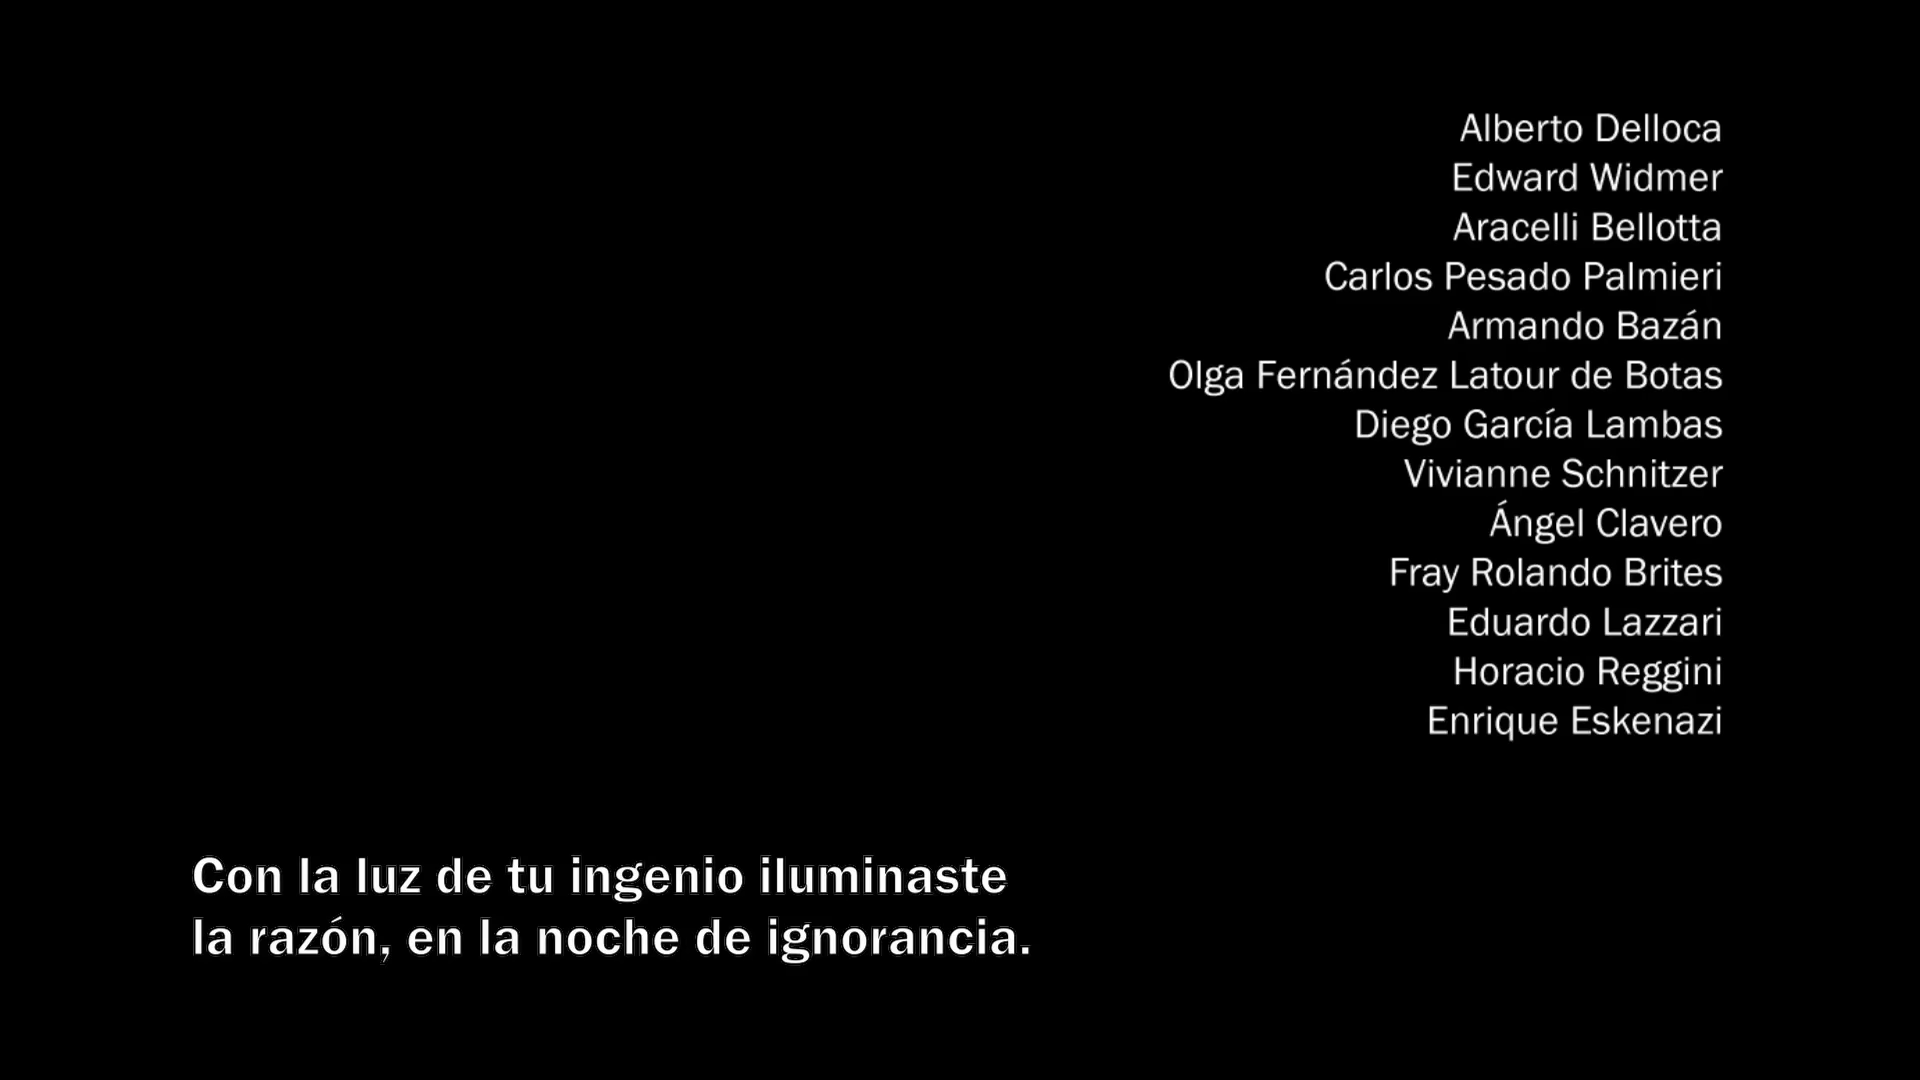 Alberto Delloca
Edward Widmer
Aracelli Bellotta
Carlos Pesado Palmieri
Armando Bazán
Olga Fernández Latour de Botas
Diego García Lambas
Vivianne Schnitzer
Ángel Clavero
Fray Rolando Brites
Eduardo Lazzari
Horacio Reggini
Enrique Eskenazi
Con la luz de tu ingenio iluminaste
la razón, en la noche de ignorancia.